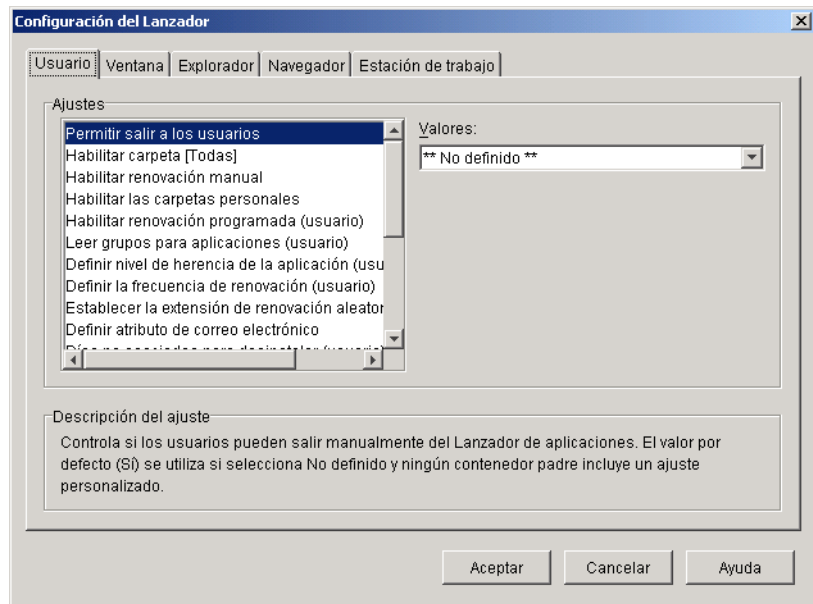 Configuración del Lanzador
Usuario Ventana Explorador Navegador Estación de trabajo
Ajustes
Permitir salir a los usuarios
Habilitar carpeta [Todas]
Habilitar renovación manual
Habilitar las carpetas personales
Habilitar renovación programada (usuario)
Leer grupos para aplicaciones (usuario)
Definir nivel de herencia de la aplicación (usu
Definir la frecuencia de renovación (usuario)
Establecer la extensión de renovación aleator
Definir atributo de correo electrónico
Valores:
** No definido **
Descripción del ajuste
Controla si los usuarios pueden salir manualmente del Lanzador de aplicaciones. El valor por
defecto (Sí) se utiliza si selecciona No definido y ningún contenedor padre incluye un ajuste
personalizado.
Aceptar Cancelar Ayuda